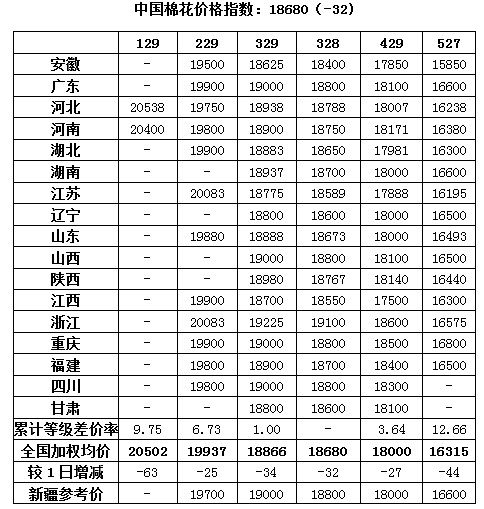 中国棉花价格指数：18680（-32）
129 229 329 328 429 527
安徽 - 19500 18625 18400 17850 15850
广东 - 19900 19000 18800 18100 16600
河北 20538 19750 18938 18788 18007 16238
河南 20400 19800 18900 18750 18171 16380
湖北 - 19900 18883 18650 17981 16300
湖南 - - 18937 18700 18000 16600
江苏 - 20083 18775 18589 17888 16195
辽宁 - - 18800 18600 18000 16500
山东 - 19880 18888 18673 18000 16493
山西 - - 19000 18800 18100 16500
陕西 - - 18980 18767 18140 16440
江西 - 19900 18700 18550 17500 16300
浙江 - 20083 19225 19100 18600 16575
重庆 - 19900 19000 18800 18500 16800
福建 - 19800 18900 18700 18400 16500
四川 - 19800 19000 18800 18300 -
甘肃 - - 18800 18600 18100 -
累计等级差价率 9.75 6.73 1.00 - 3.64 12.66
全国加权均价 20502 19937 18866 18680 18000 16315
较1日增减 -63 -25 -34 -32 -27 -44
新疆参考价 - 19700 19000 18800 18000 16600